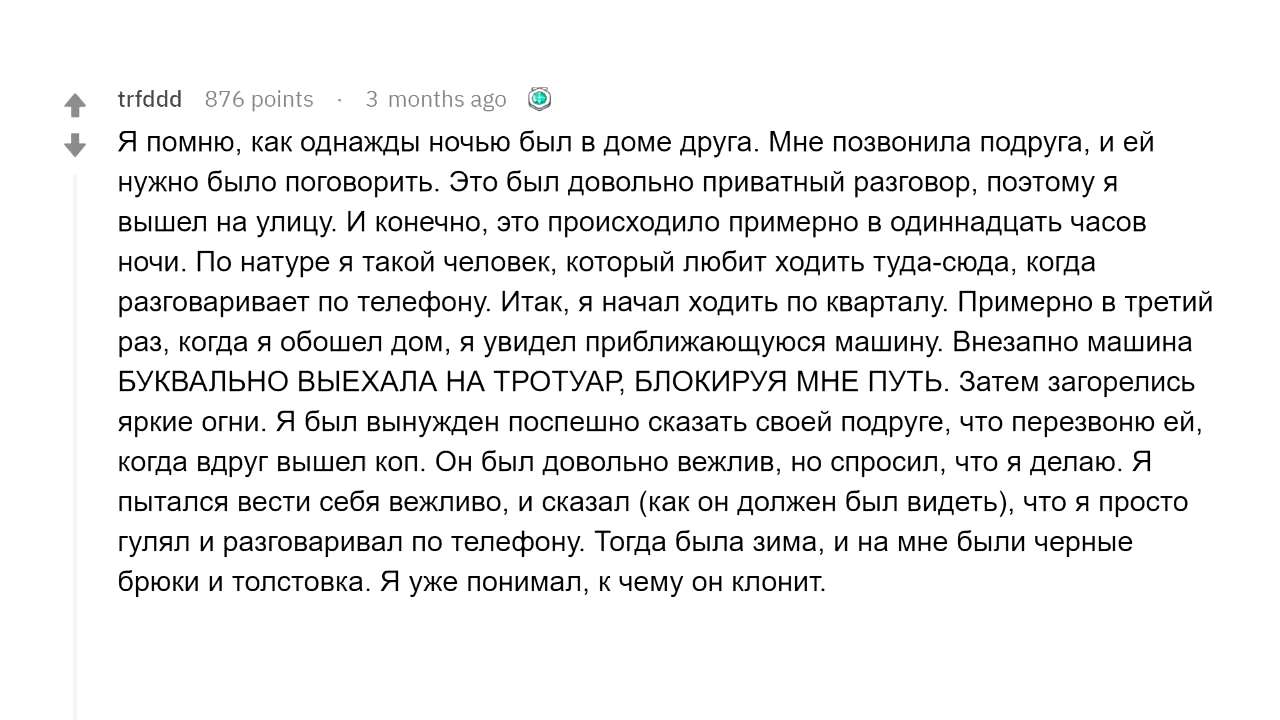 trfddd 876 points · 3 months ago
Я помню, как однажды ночью был в доме друга. Мне позвонила подруга, и ей
нужно было поговорить. Это был довольно приватный разговор, поэтому я
вышел на улицу. И конечно, это происходило примерно в одиннадцать часов
ночи. По натуре я такой человек, который любит ходить туда-сюда, когда
разговаривает по телефону. Итак, я начал ходить по кварталу. Примерно в третий
раз, когда я обошел дом, я увидел приближающуюся машину. Внезапно машина
БУКВАЛЬНО ВЫЕХАЛА НА ТРОТУАР, БЛОКИРУЯ МНЕ ПУТЬ. Затем загорелись
яркие огни. Я был вынужден поспешно сказать своей подруге, что перезвоню ей,
когда вдруг вышел коп. Он был довольно вежлив, но спросил, что я делаю. Я
пытался вести себя вежливо, и сказал (как он должен был видеть), что я просто
гулял и разговаривал по телефону. Тогда была зима, и на мне были черные
брюки и толстовка. Я уже понимал, к чему он клонит.